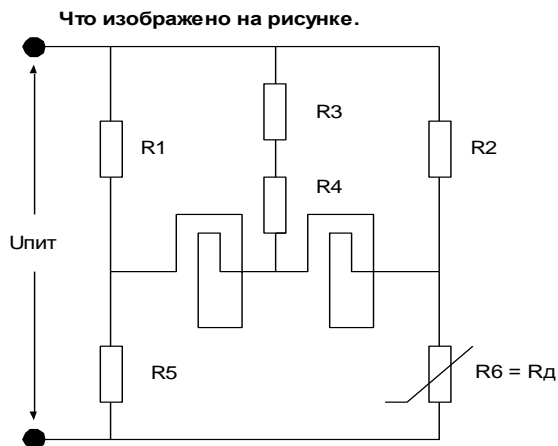 Что изображено на рисунке.
R3
R1
R2
R4
Uпит
R5
R6 = Rд